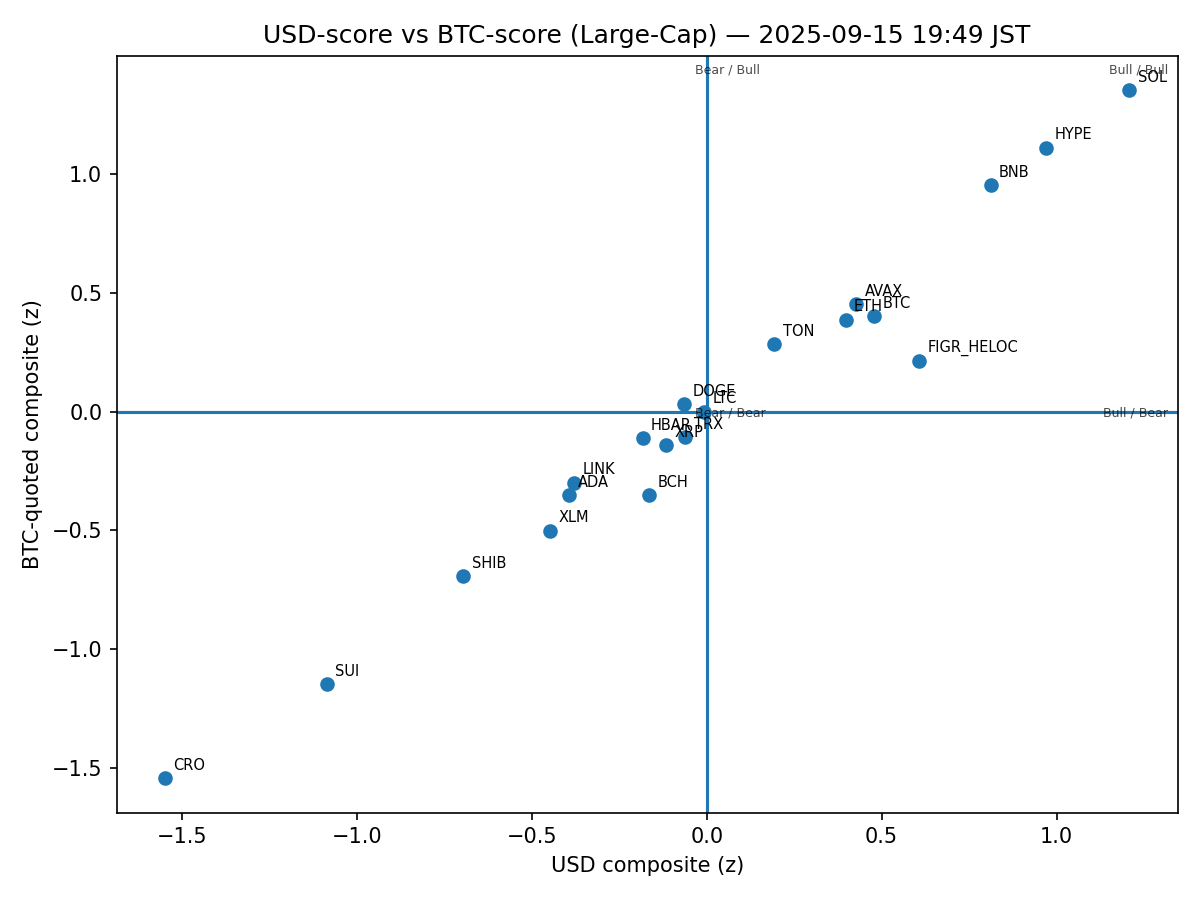 USD-score vs BTC-score (Large-Cap) — 2025-09-15 19:49 JST
Bear / Bull
Bull / Bull
SOL
HYPE
1.0
BNB
0.5
AVAX
ETH
BTC
TON
FIGR_HELOC
DOGE
LTC
0.0
Bear / Bear
Bull / Bear
HBAR
TRX
XRP
LINK
ADA
BCH
−0.5
XLM
SHIB
−1.0
SUI
−1.5
CRO
BTC-quoted composite (z)
−1.5
−1.0
−0.5
0.0
0.5
1.0
USD composite (z)